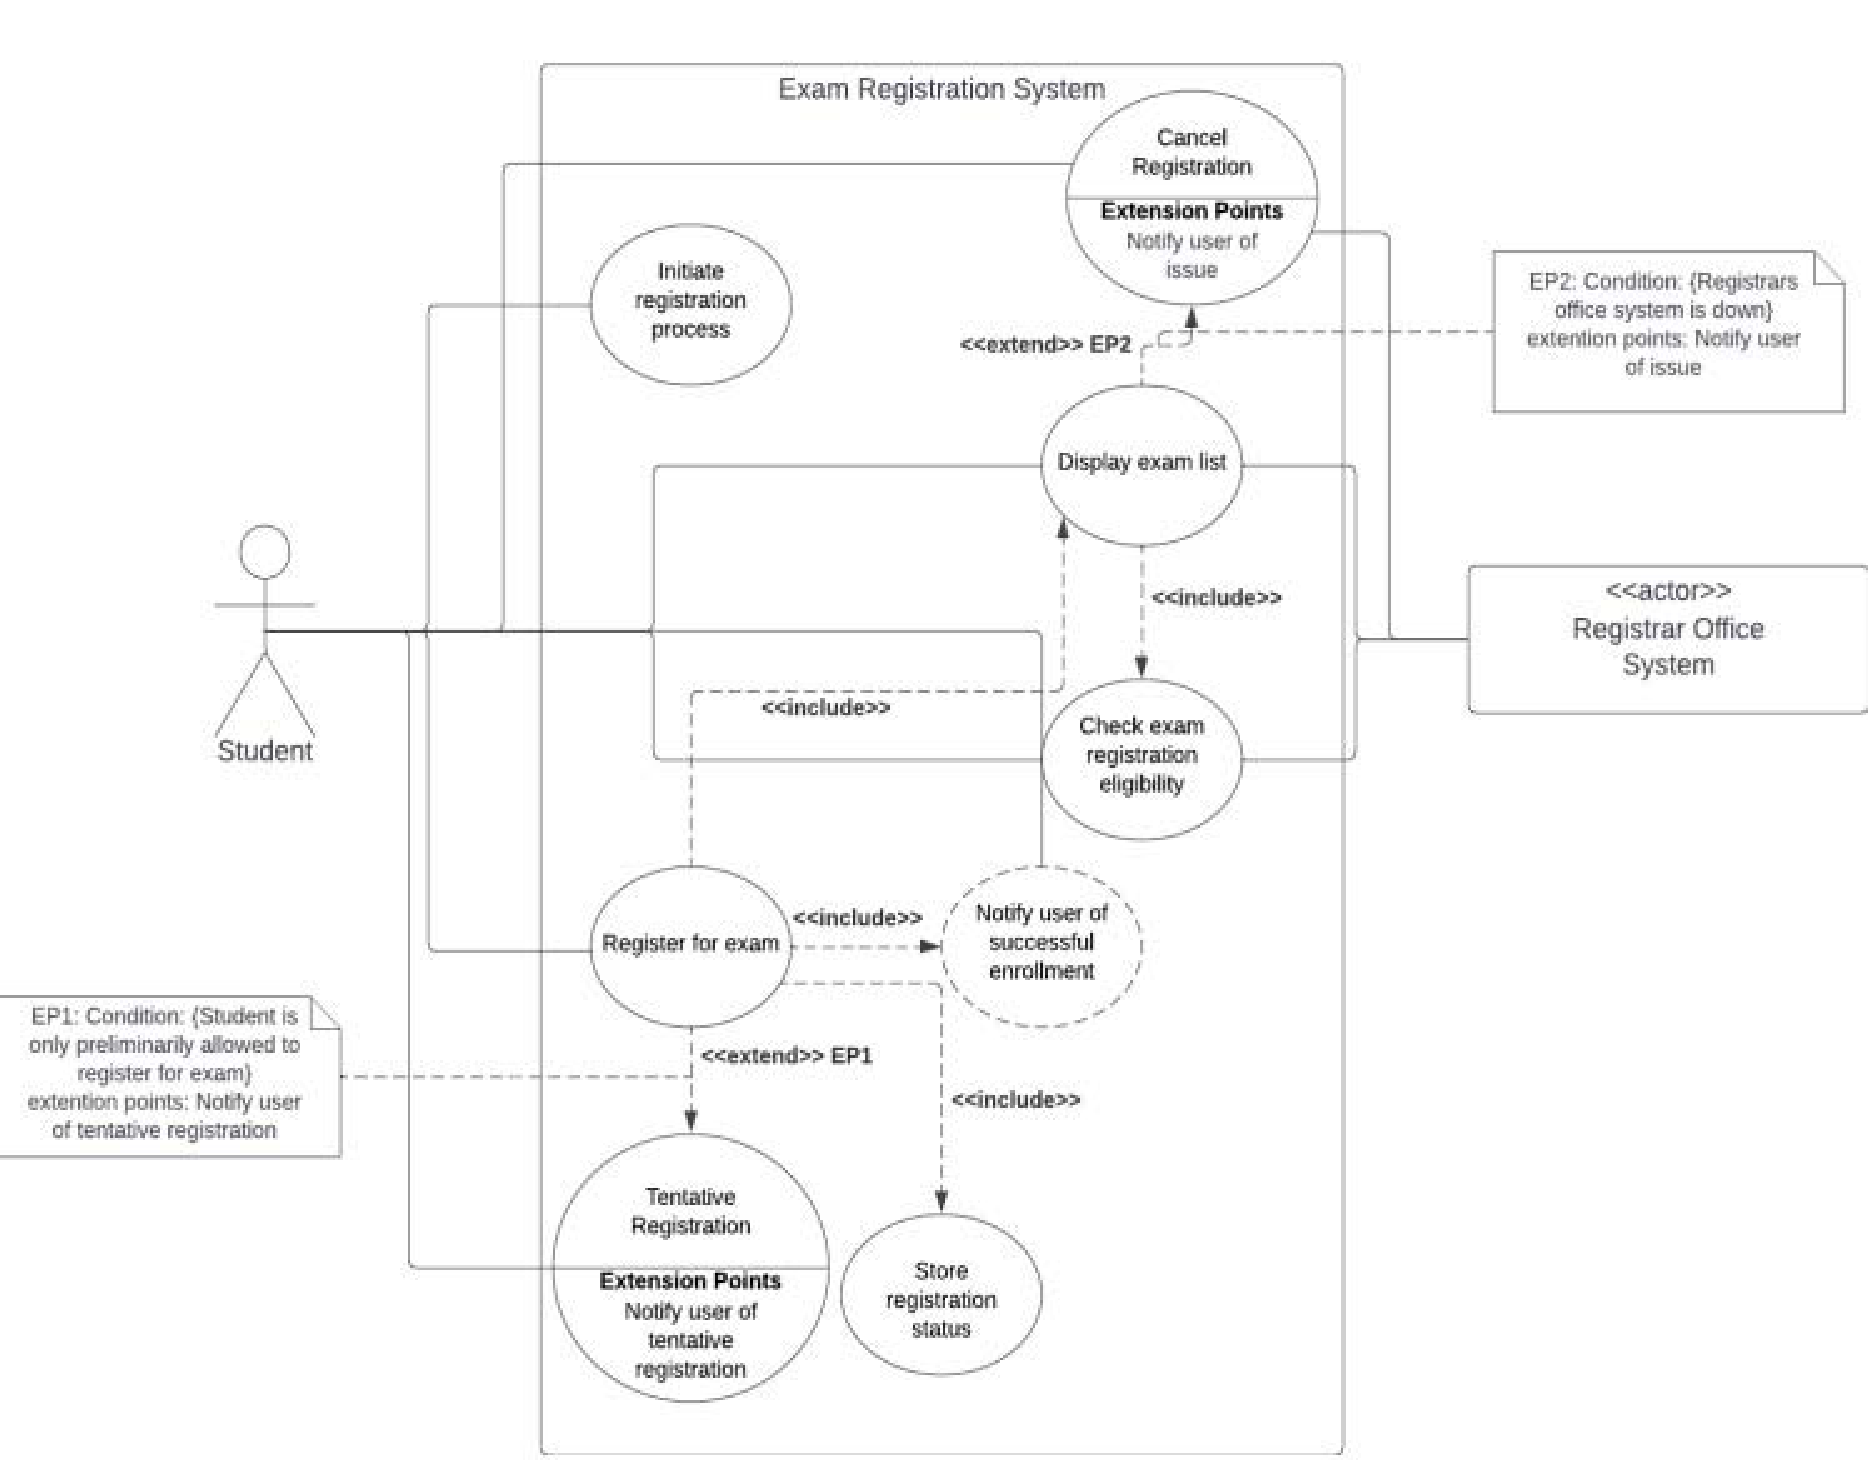 Exam Registration System
Cancel
Registration
Extension Points
Notify user of
issue
Initiate
registration
process
EP2: Condition: {Registrars
office system is down}
extention points: Notify user
of issue
<<extend>> EP2
Display exam list
<<include>>
<<actor>>
Registrar Office
System
Student
<<include>>
Check exam
registration
eligibility
Register for exam
<<include>>
Notify user of
successful
enrollment
EP1: Condition: {Student is
only preliminarily allowed to
register for exam}
extention points: Notify user
of tentative registration
<<extend>> EP1
<<include>>
Tentative
Registration
Extension Points
Notify user of
tentative
registration
Store
registration
status